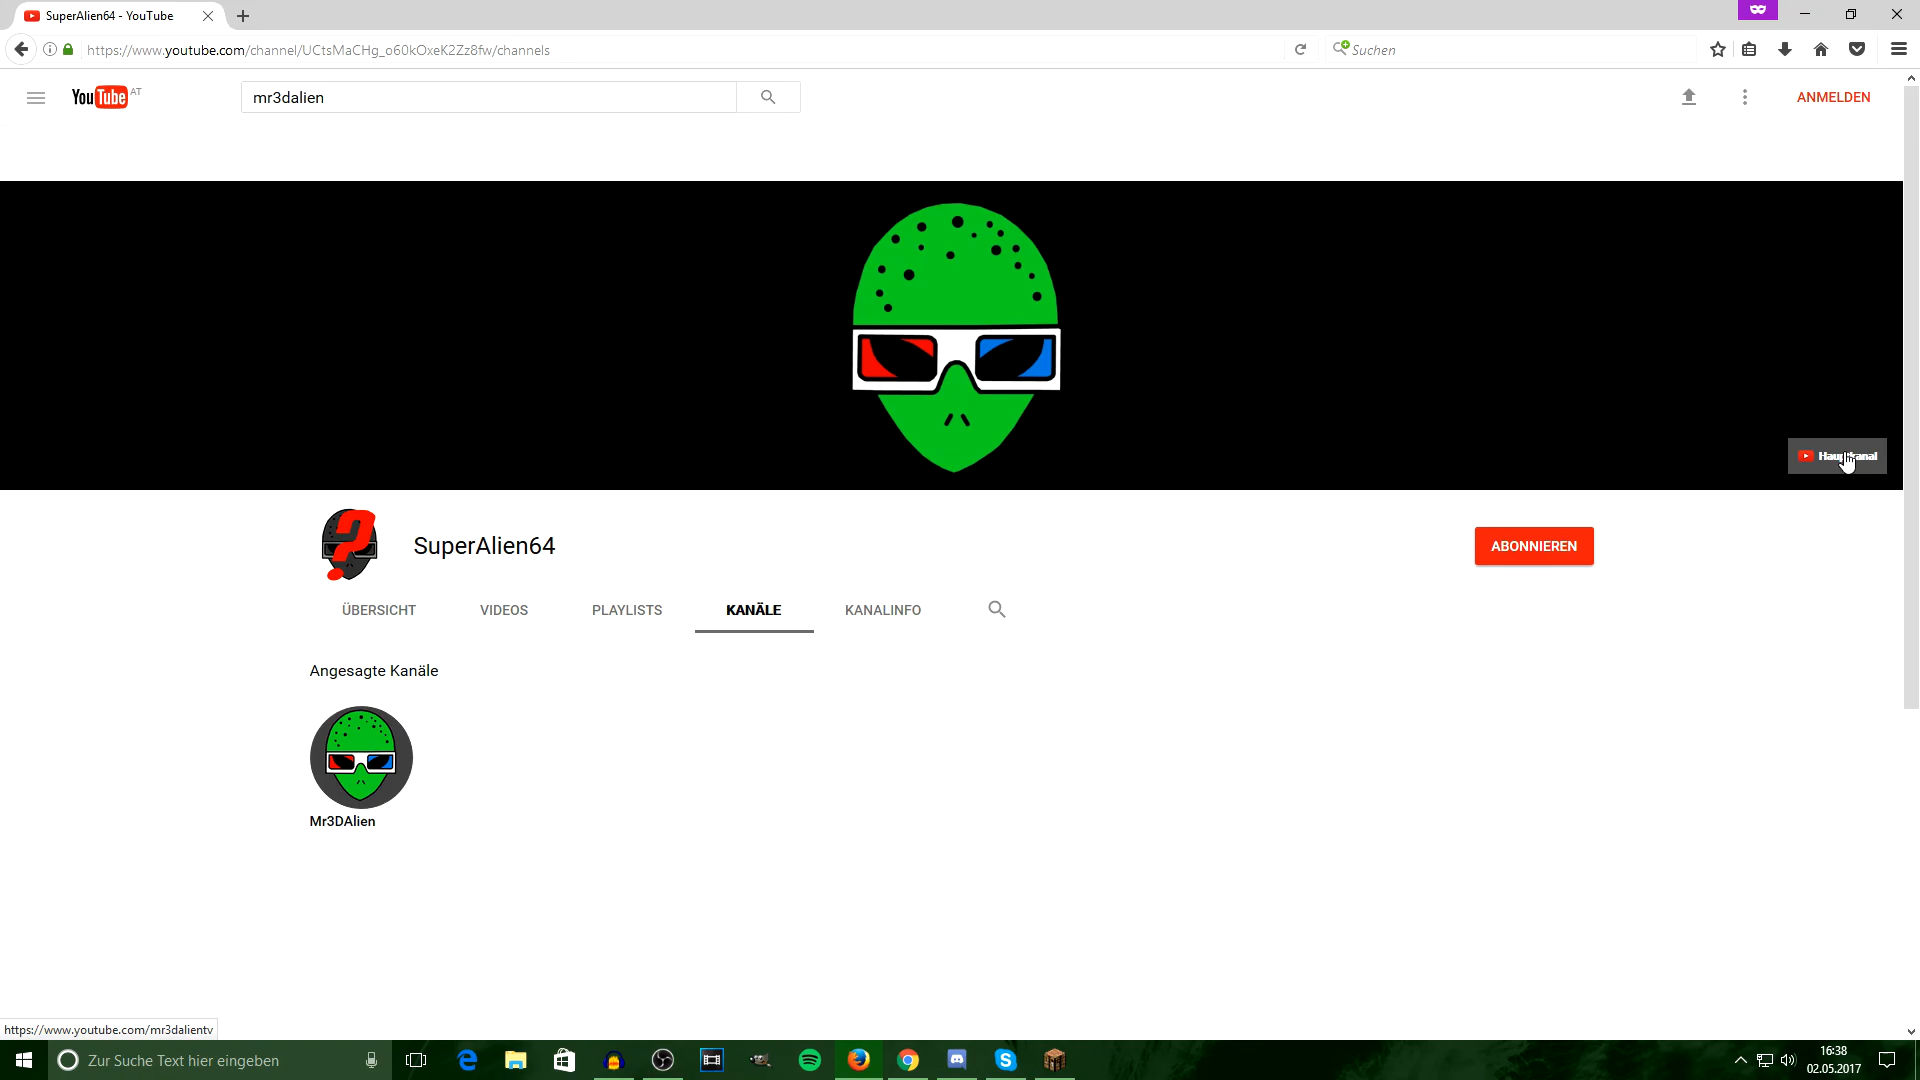 SuperAlien64 - YouTube
https://www.youtube.com/channel/UCtsMaCHg_o60kOxeK2Zz8fw/channels
Suchen
YouTube AT
mr3dalien
ANMELDEN
Hauptkanal
SuperAlien64
ABONNIEREN
ÜBERSICHT
VIDEOS
PLAYLISTS
KANÄLE
KANALINFO
Angesagte Kanäle
Mr3DAlien
https://www.youtube.com/mr3dalientv
Zur Suche Text hier eingeben
16:38
02.05.2017